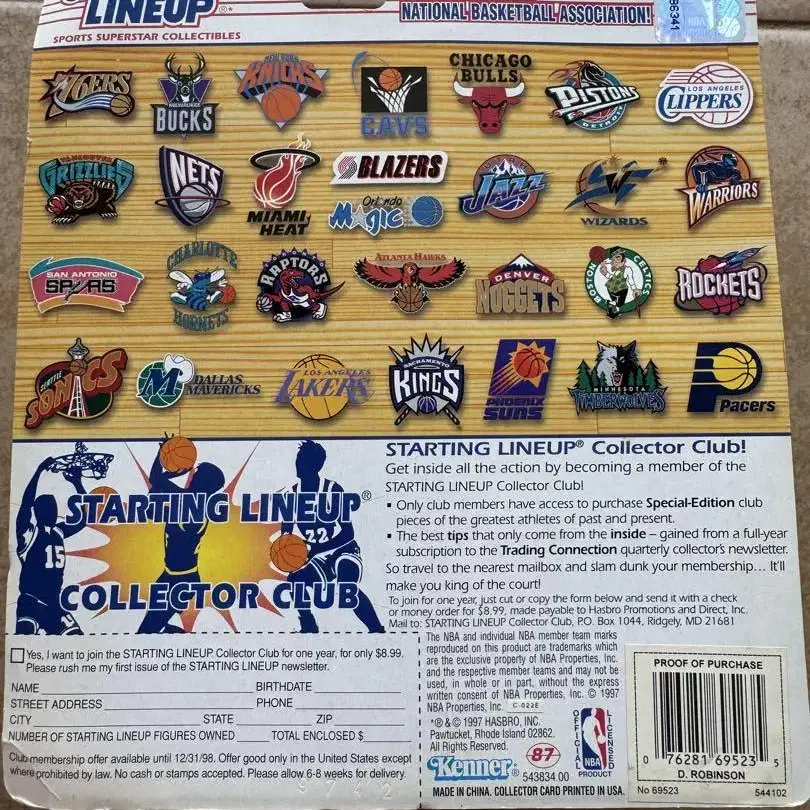 LINEUP®
SPORTS SUPERSTAR COLLECTIBLES
NATIONAL BASKETBALL ASSOCIATION!
86341
NBA
76ERS
MILWAUKEE
BUCKS
NEW YORK
KNICKS
CAVS
CHICAGO
BULLS
PISTONS
DETROIT
LOS ANGELES
CLIPPERS
VANCOUVER
GRIZZLIES
NETS
MIAMI
HEAT
BLAZERS
Orlando
Magic
JAZZ
W
WIZARDS
WARRIORS
SAN ANTONIO
SPURS
CHARLOTTE
HORNETS
RAPTORS
ATLANTA HAWKS
DENVER
NUGGETS
BOSTON
CELTICS
ROCKETS
SEATTLE
SONICS
M
DALLAS
MAVERICKS
LOS ANGELES
LAKERS
SACRAMENTO
KINGS
PHOENIX
SUNS
MINNESOTA
TIMBERWOLVES
Pacers
15
22
STARTING LINEUP®
COLLECTOR CLUB
STARTING LINEUP® Collector Club!
Get inside all the action by becoming a member of the
STARTING LINEUP Collector Club!
• Only club members have access to purchase Special-Edition club
pieces of the greatest athletes of past and present.
• The best tips that only come from the inside – gained from a full-year
subscription to the Trading Connection quarterly collector's newsletter.
So travel to the nearest mailbox and slam dunk your membership... It'll
make you king of the court!
To join for one year, just cut or copy the form below and send it with a check
or money order for $8.99, made payable to Hasbro Promotions and Direct, Inc.
Mail to: STARTING LINEUP Collector Club, P.O. Box 1044, Ridgely, MD 21681
Yes, I want to join the STARTING LINEUP Collector Club for one year, for only $8.99.
Please rush me my first issue of the STARTING LINEUP newsletter.
NAME BIRTHDATE
STREET ADDRESS PHONE
CITY STATE ZIP
NUMBER OF STARTING LINEUP FIGURES OWNED TOTAL ENCLOSED $
Club membership offer available until 12/31/98. Offer good only in the United States except
where prohibited by law. No cash or stamps accepted. Please allow 6-8 weeks for delivery.
The NBA and individual NBA member team marks
reproduced on this product are trademarks which
are the exclusive property of NBA Properties, Inc.
and the respective member teams and may not be
used, in whole or in part, without the express
written consent of NBA Properties, Inc. © 1997
NBA Properties, Inc. C-022E
*® & © 1997 HASBRO, INC.
Pawtucket, Rhode Island 02862.
All Rights Reserved.
87
Kenner® 543834.00
MADE IN CHINA. COLLECTOR CARD PRINTED IN USA.
OFFICIAL
LICENSED
NBA
PRODUCT
PROOF OF PURCHASE
0 76281 69523 5
D. ROBINSON
No 69523
544102